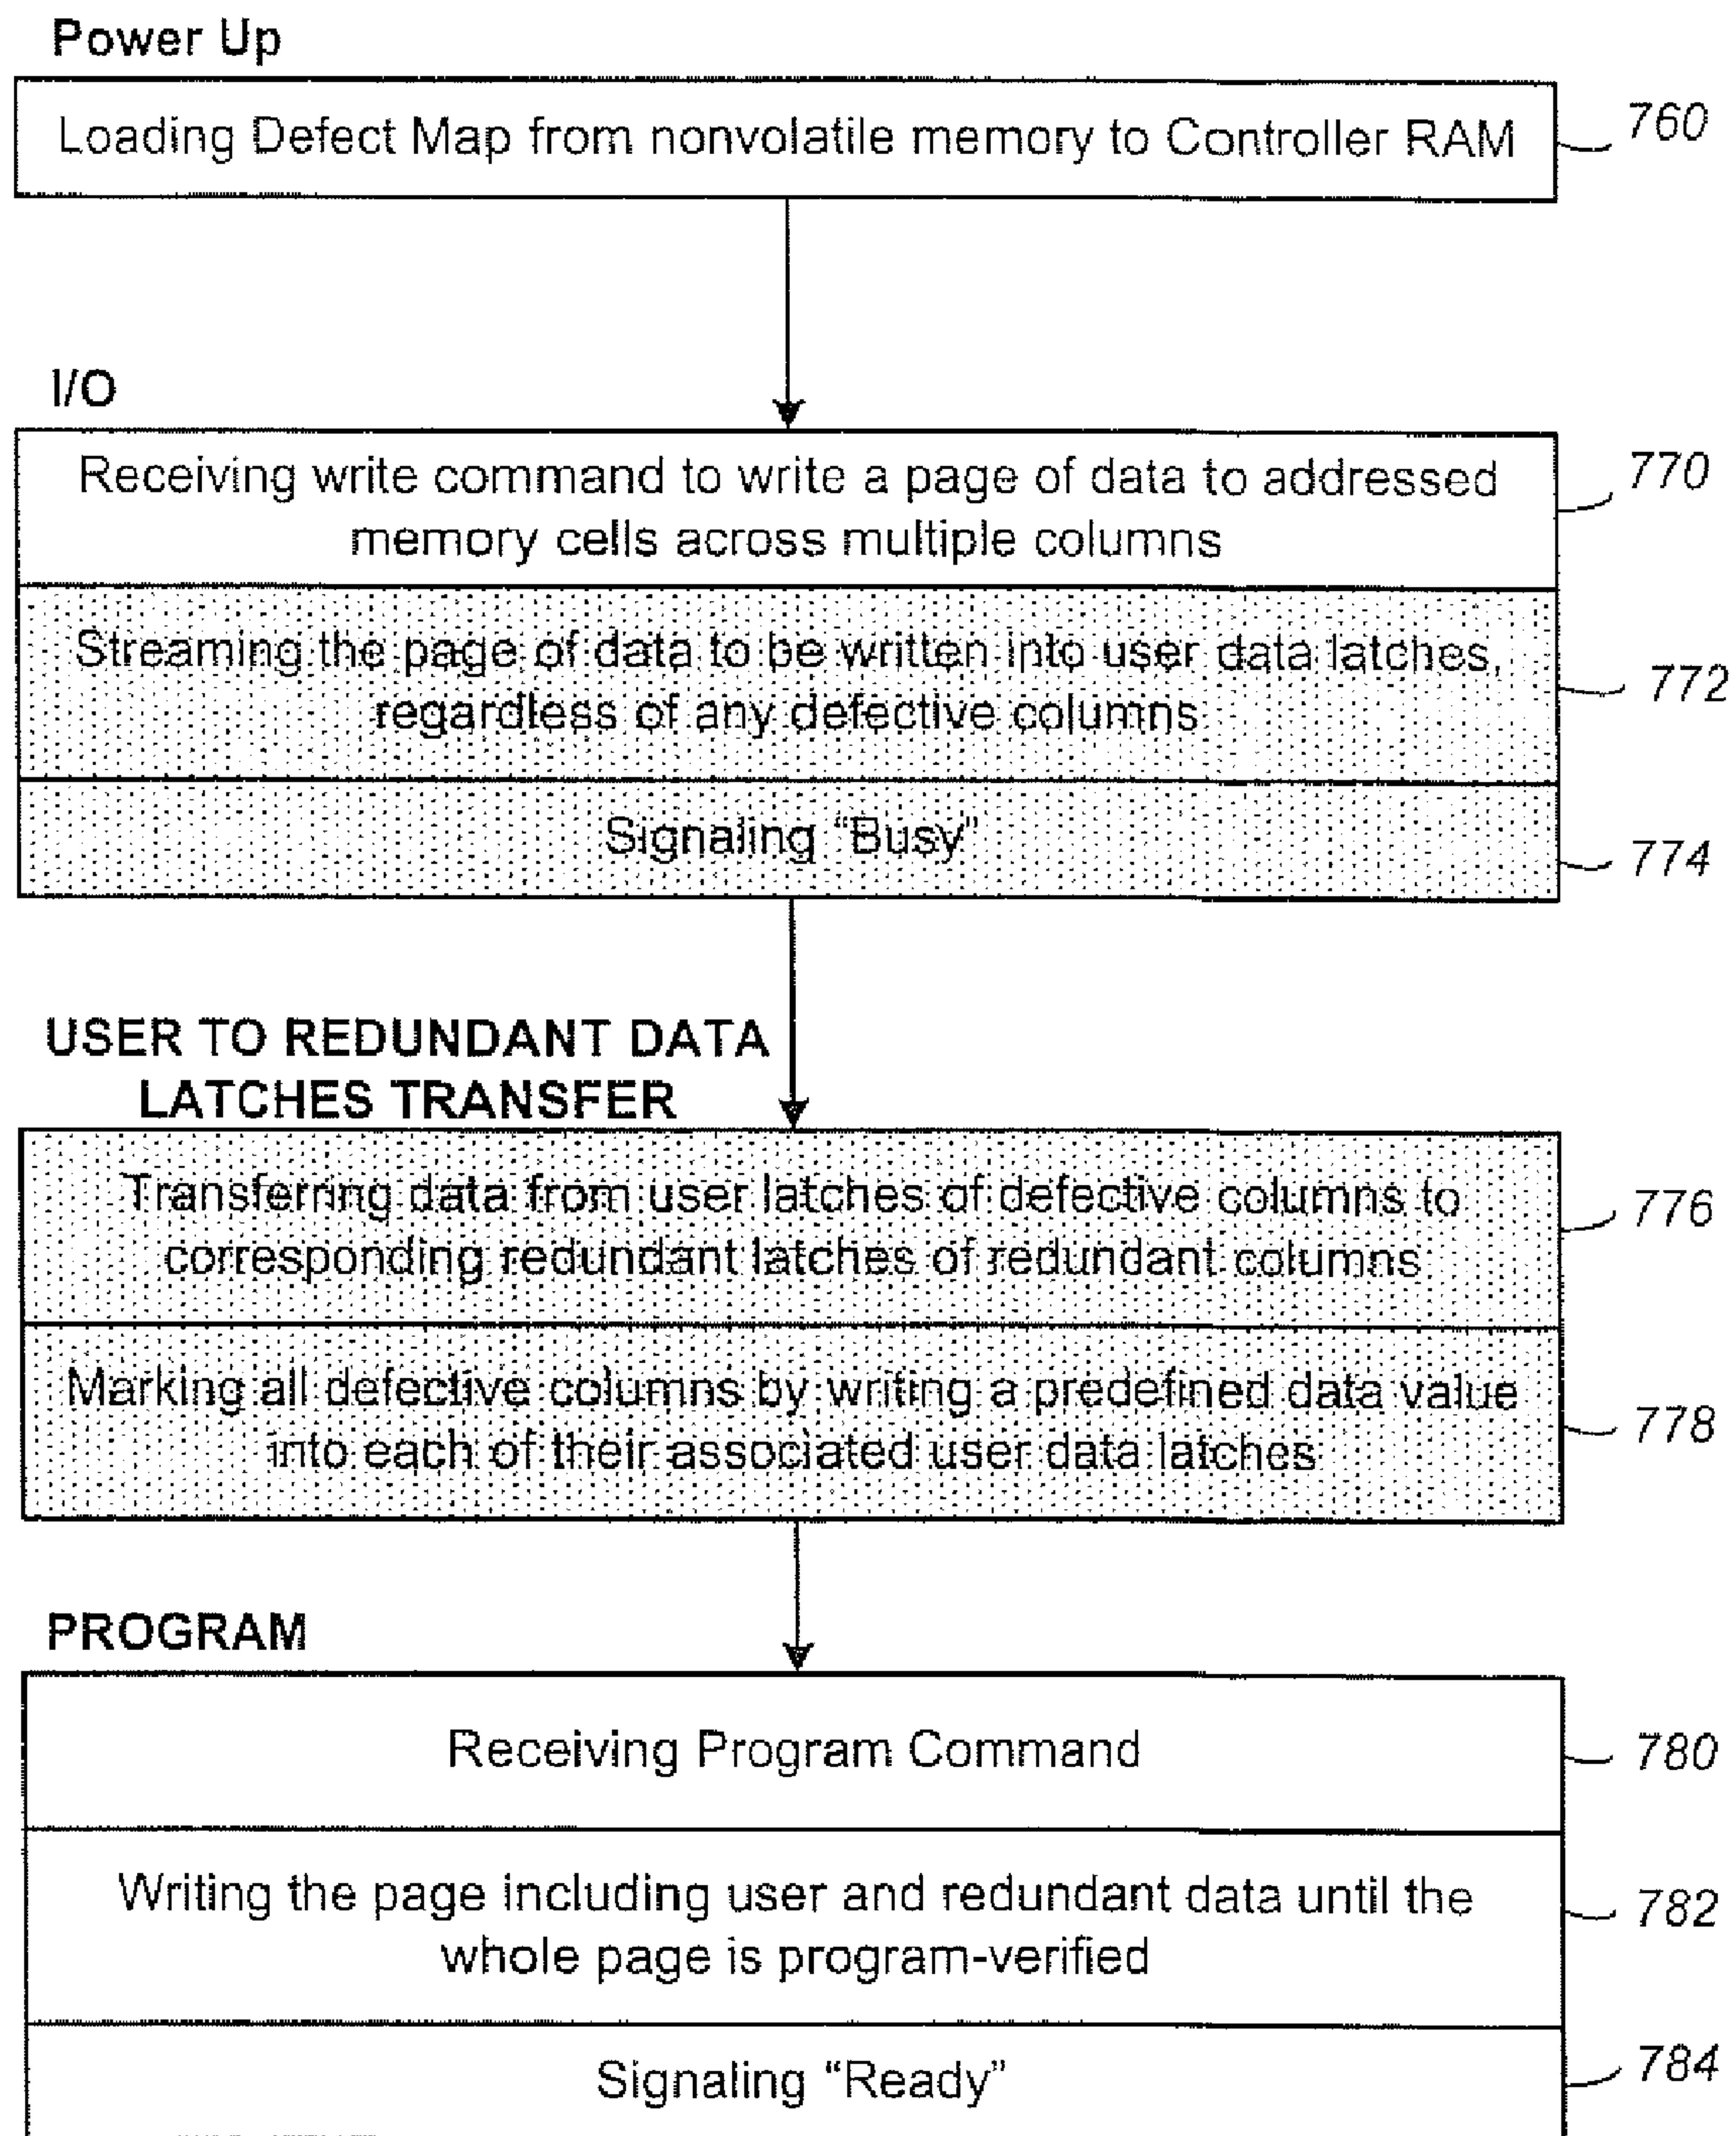 Power Up
Loading Defect Map from nonvolatile memory to Controller RAM
760
I/O
Receiving write command to write a page of data to addressed
memory cells across multiple columns
770
Streaming the page of data to be written into user data latches,
regardless of any defective columns
772
Signaling “Busy”
774
USER TO REDUNDANT DATA
LATCHES TRANSFER
Transferring data from user latches of defective columns to
corresponding redundant latches of redundant columns
776
Marking all defective columns by writing a predefined data value
into each of their associated user data latches
778
PROGRAM
Receiving Program Command
780
Writing the page including user and redundant data until the
whole page is program-verified
782
Signaling “Ready”
784